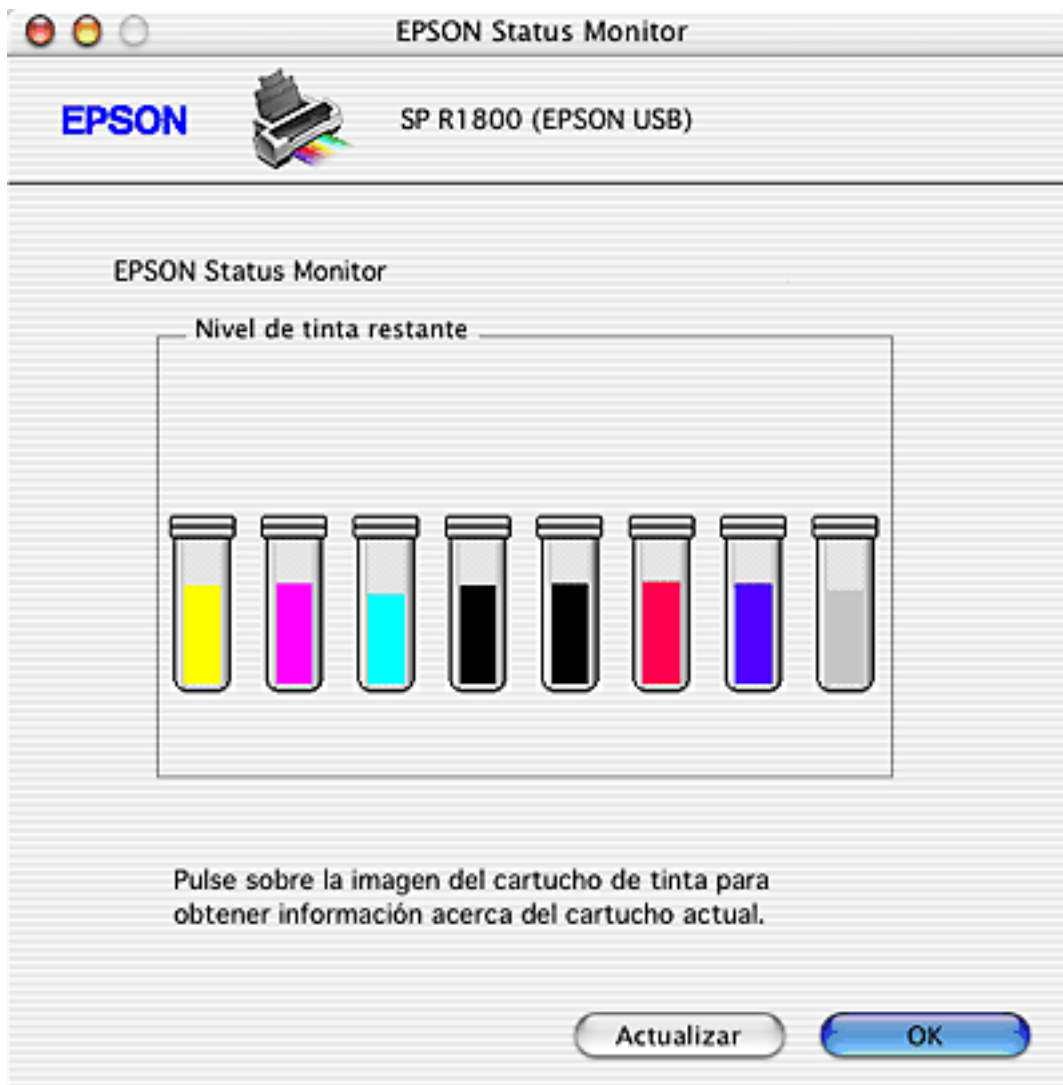 EPSON Status Monitor
EPSON
SP R1800 (EPSON USB)
EPSON Status Monitor
Nivel de tinta restante
Pulse sobre la imagen del cartucho de tinta para
obtener información acerca del cartucho actual.
Actualizar
OK